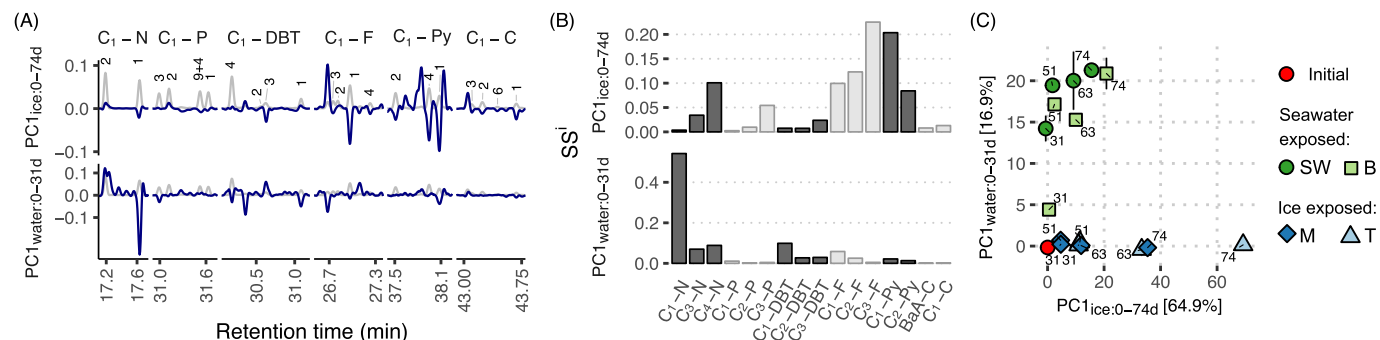 (A)
C₁ – N C₁ – P C₁ – DBT C₁ – F C₁ – Py C₁ – C
PC1ice:0–74d
0.1
0.0
−0.1
2 1 3 2 9+4 1 4 2 3 1 3 2 1 4 2 4 1 3 2 6 1
PC1water:0–31d
0.1
0.0
−0.1
17.2 17.6 31.0 31.6 30.5 31.0 26.7 27.3 37.5 38.1 43.00 43.75
Retention time (min)
(B)
SSⁱ
PC1ice:0–74d
0.20
0.15
0.10
0.05
0.00
PC1water:0–31d
0.4
0.2
0.0
C₁ – N C₃ – N C₄ – N C₁ – P C₂ – P C₃ – P C₁ – DBT C₂ – DBT C₃ – DBT C₁ – F C₂ – F C₃ – F C₁ – Py C₂ – Py BaA – C C₁ – C
(C)
PC1water:0–31d [16.9%]
20
15
10
5
0
74
51
63
74
51
63
31
31
51 51 74
31 31 63 63 74
0 20 40 60
PC1ice:0–74d [64.9%]
Initial
Seawater
exposed:
SW B
Ice exposed:
M T